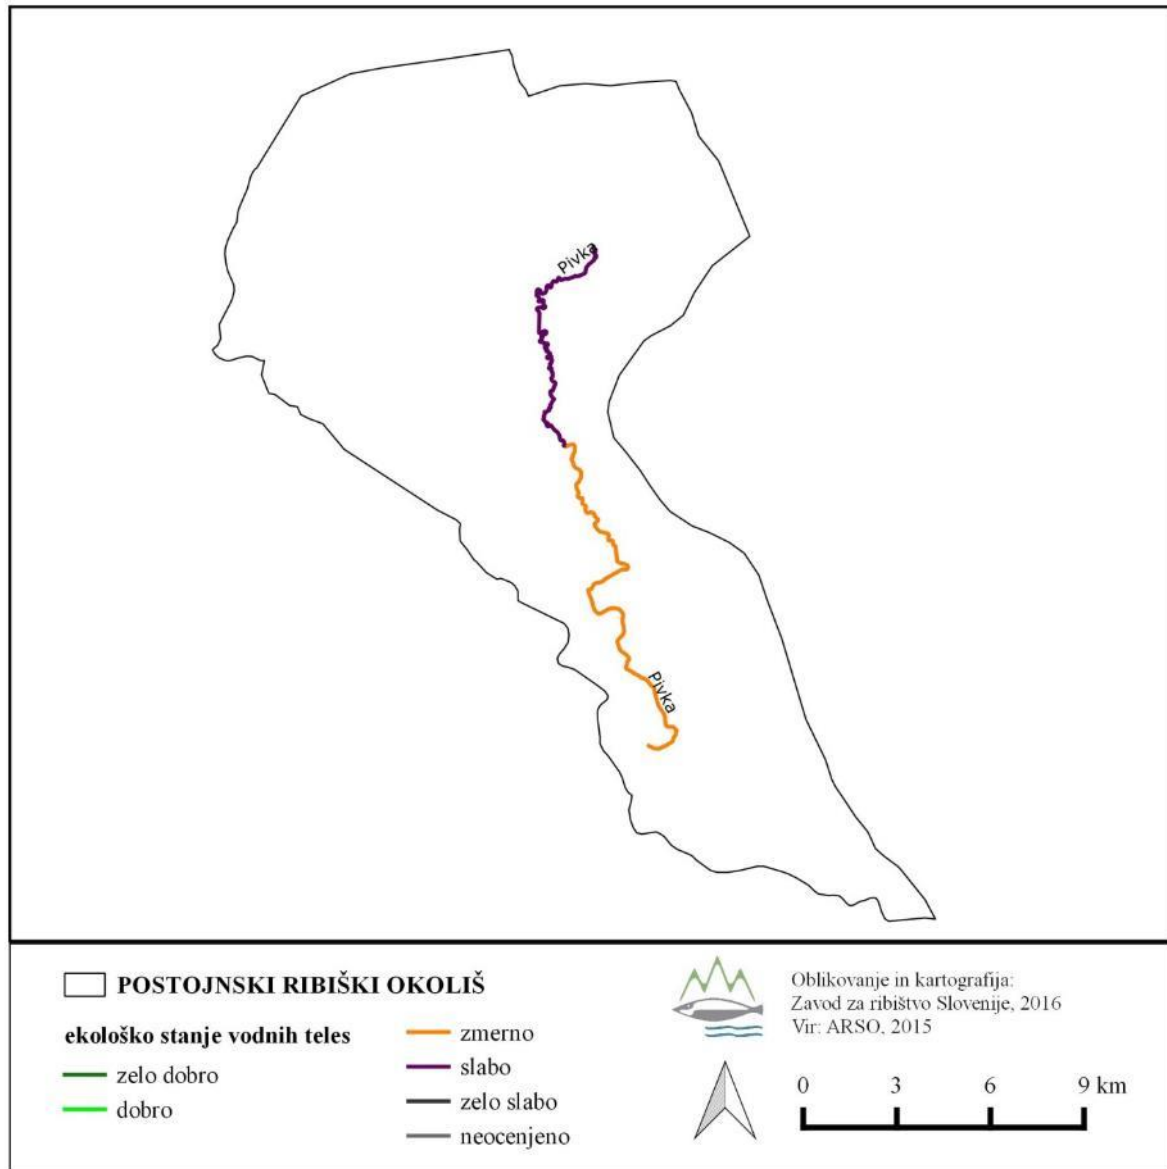 Pivka
Pivka
POSTOJNSKI RIBIŠKI OKOLIŠ
ekološko stanje vodnih teles
zelo dobro
dobro
zmerno
slabo
zelo slabo
neocenjeno
Oblikovanje in kartografija:
Zavod za ribištvo Slovenije, 2016
Vir: ARSO, 2015
0 3 6 9 km